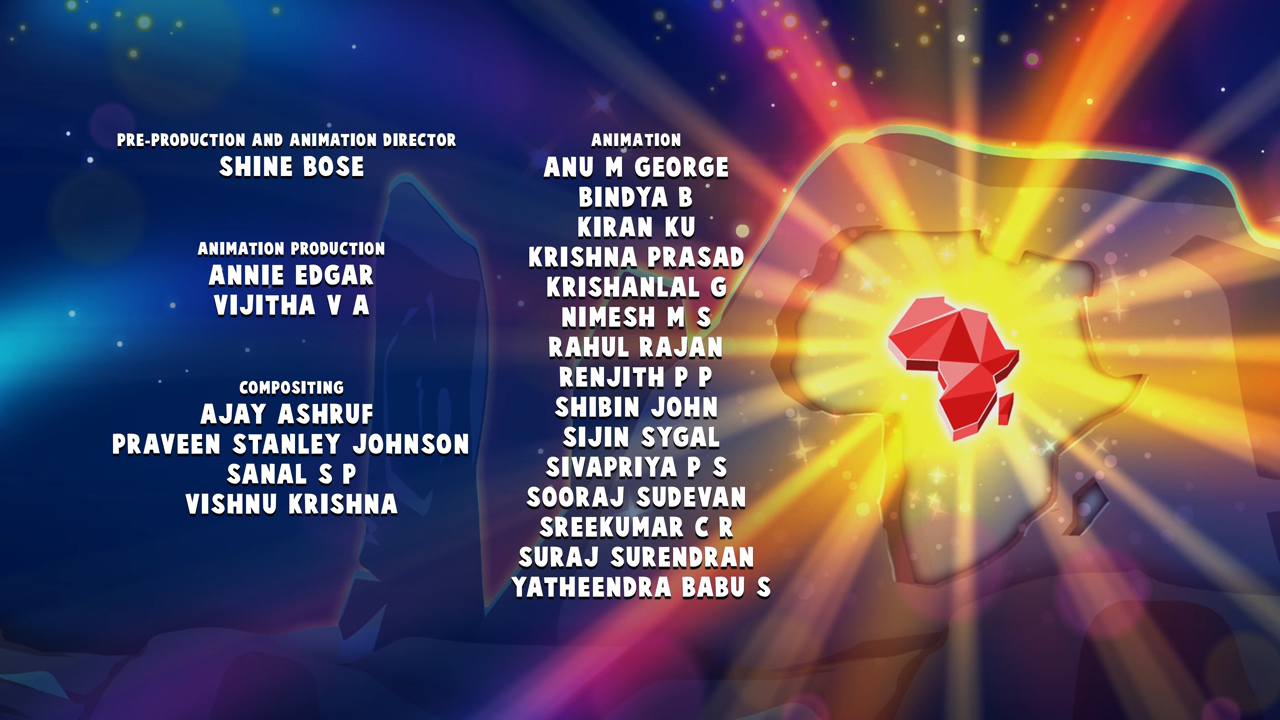 PRE-PRODUCTION AND ANIMATION DIRECTOR
SHINE BOSE
ANIMATION PRODUCTION
ANNIE EDGAR
VIJITHA V A
COMPOSITING
AJAY ASHRUF
PRAVEEN STANLEY JOHNSON
SANAL S P
VISHNU KRISHNA
ANIMATION
ANU M GEORGE
BINDYA B
KIRAN KU
KRISHNA PRASAD
KRISHANLAL G
NIMESH M S
RAHUL RAJAN
RENJITH P P
SHIBIN JOHN
SIJIN SYGAL
SIVAPRIYA P S
SOORAJ SUDEVAN
SREEKUMAR C R
SURAJ SURENDRAN
YATHEENDRA BABU S